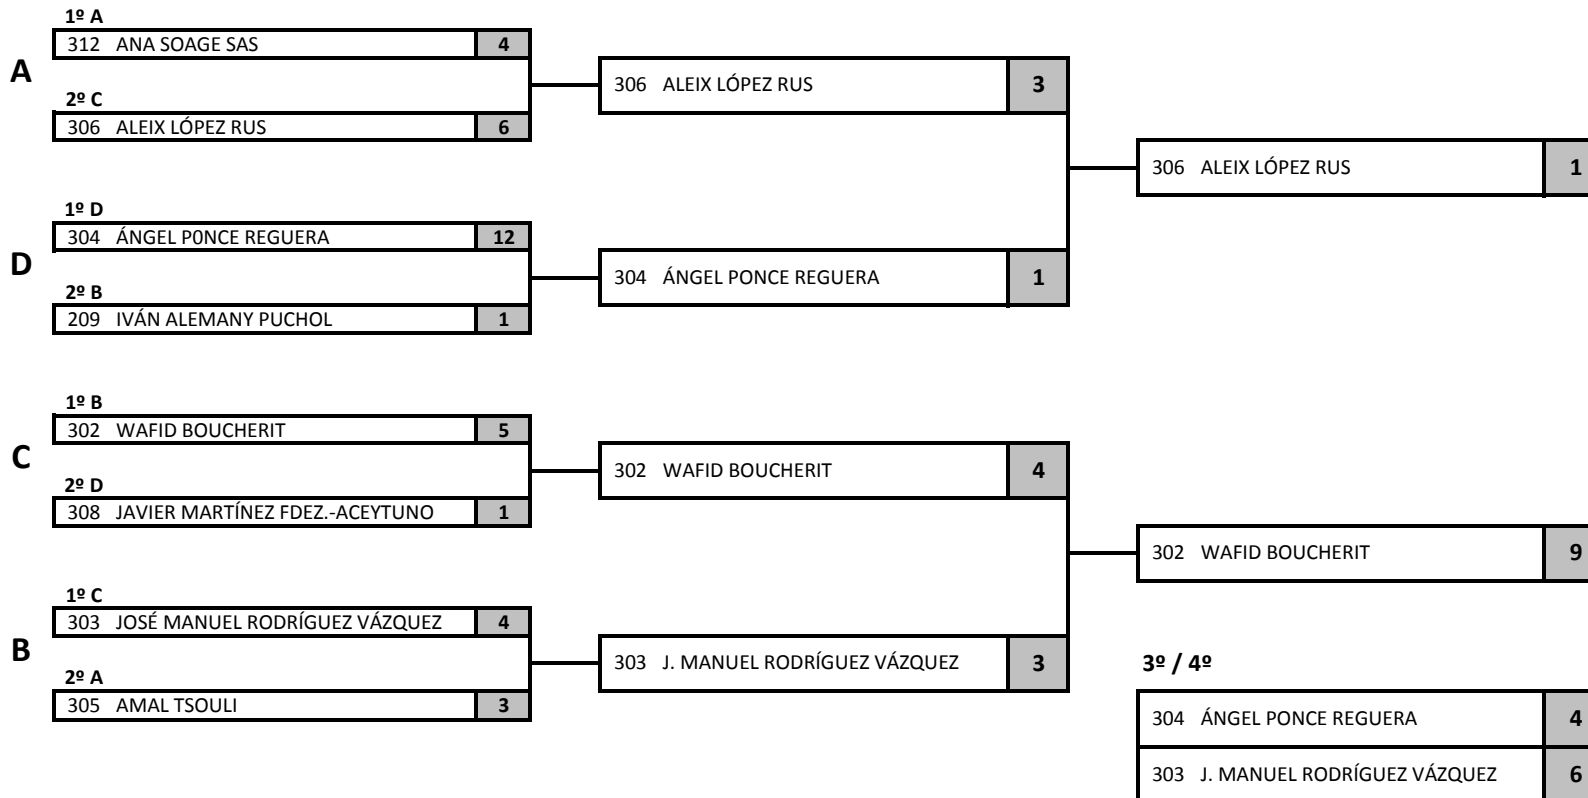 1º A
312 ANA SOAGE SAS 4
A
2º C
306 ALEIX LÓPEZ RUS 6
306 ALEIX LÓPEZ RUS 3
1º D
304 ÁNGEL P0NCE REGUERA 12
D
2º B
209 IVÁN ALEMANY PUCHOL 1
304 ÁNGEL PONCE REGUERA 1
306 ALEIX LÓPEZ RUS 1
1º B
302 WAFID BOUCHERIT 5
C
2º D
308 JAVIER MARTÍNEZ FDEZ.-ACEYTUNO 1
302 WAFID BOUCHERIT 4
1º C
303 JOSÉ MANUEL RODRÍGUEZ VÁZQUEZ 4
B
2º A
305 AMAL TSOULI 3
303 J. MANUEL RODRÍGUEZ VÁZQUEZ 3
302 WAFID BOUCHERIT 9
3º / 4º
304 ÁNGEL PONCE REGUERA 4
303 J. MANUEL RODRÍGUEZ VÁZQUEZ 6